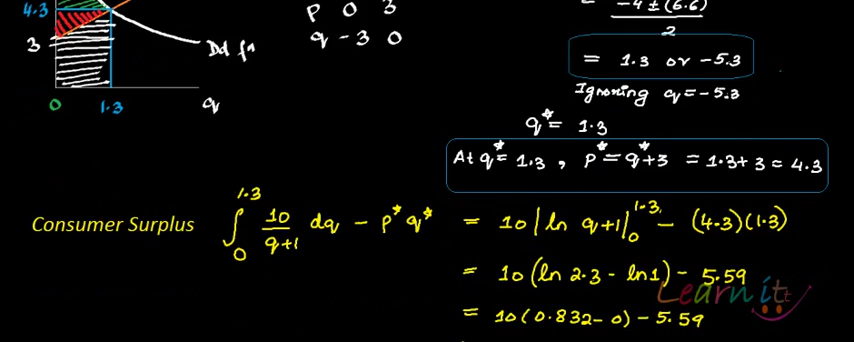 4.3
3
0 1.3 q
Dd fn
P 0 3
q -3 0
= -4 ± (6.6)
2
= 1.3 or -5.3
Ignoring q = -5.3
q* = 1.3
At q* = 1.3 , P* = q* + 3 = 1.3 + 3 = 4.3
Consumer Surplus ∫₀^1.3 10/(q+1) dq - P* q* = 10 | ln q+1 |₀^1.3 - (4.3)(1.3)
= 10 (ln 2.3 - ln 1) - 5.59
= 10 (0.832 - 0) - 5.59
Learn itt